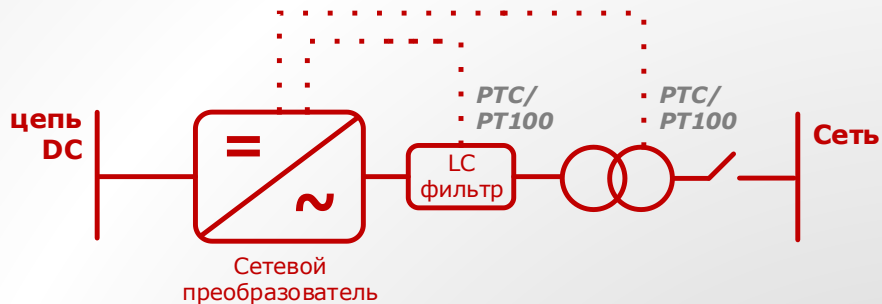 PTC/
PT100
PTC/
PT100
цепь
DC
=
~
LC
фильтр
Сеть
Сетевой
преобразователь